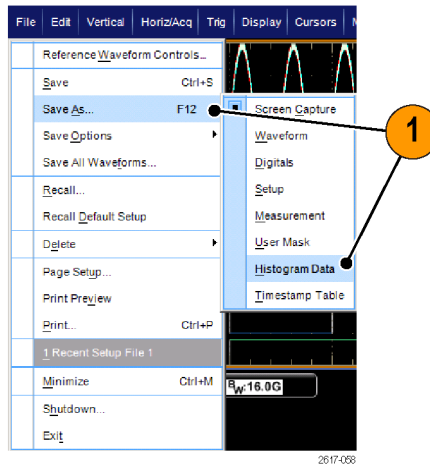 File Edit Vertical Horiz/Acq Trig Display Cursors
Reference Waveform Controls...
Save Ctrl+S
Save As... F12
Save Options
Save All Waveforms...
Recall...
Recall Default Setup
Delete
Page Setup...
Print Preview
Print... Ctrl+P
1 Recent Setup File 1
Minimize Ctrl+M
Shutdown...
Exit
Screen Capture
Waveform
Digitals
Setup
Measurement
User Mask
Histogram Data
Timestamp Table
1
BW:16.0G
2617-058